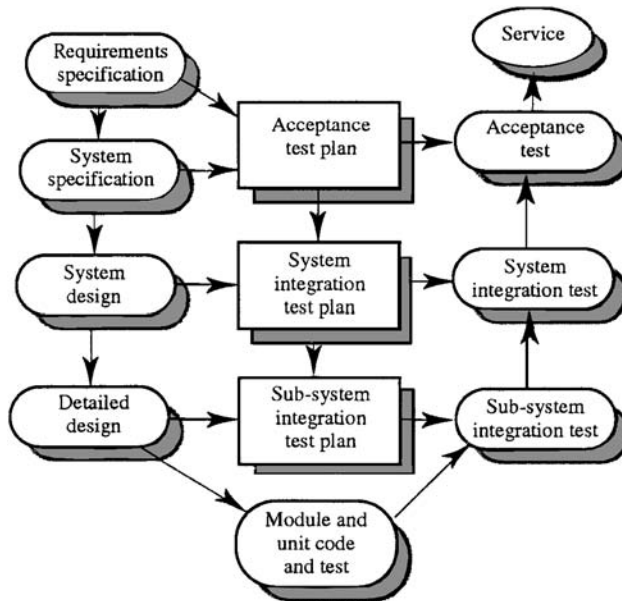 Service
Requirements
specification
Acceptance
test plan
Acceptance
test
System
specification
System
design
System
integration
test plan
System
integration test
Detailed
design
Sub-system
integration
test plan
Sub-system
integration test
Module and
unit code
and test